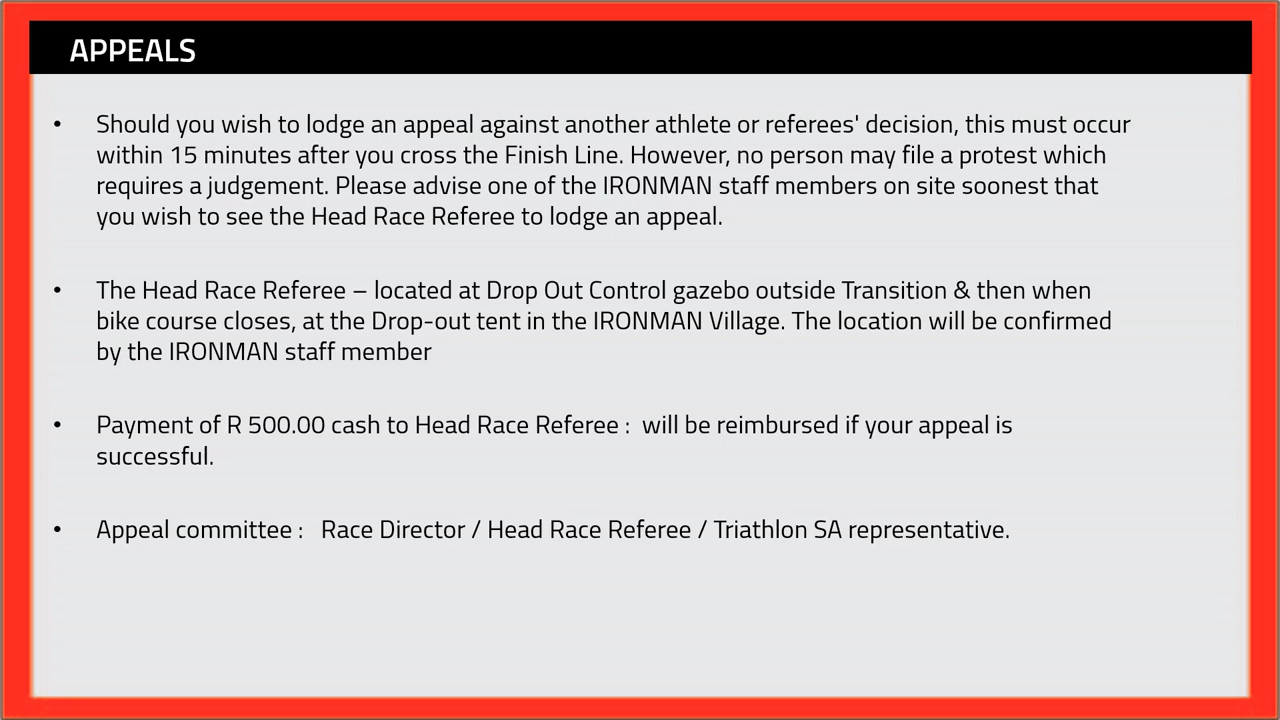 APPEALS
• Should you wish to lodge an appeal against another athlete or referees' decision, this must occur
within 15 minutes after you cross the Finish Line. However, no person may file a protest which
requires a judgement. Please advise one of the IRONMAN staff members on site soonest that
you wish to see the Head Race Referee to lodge an appeal.
• The Head Race Referee – located at Drop Out Control gazebo outside Transition & then when
bike course closes, at the Drop-out tent in the IRONMAN Village. The location will be confirmed
by the IRONMAN staff member
• Payment of R 500.00 cash to Head Race Referee :  will be reimbursed if your appeal is
successful.
• Appeal committee :   Race Director / Head Race Referee / Triathlon SA representative.